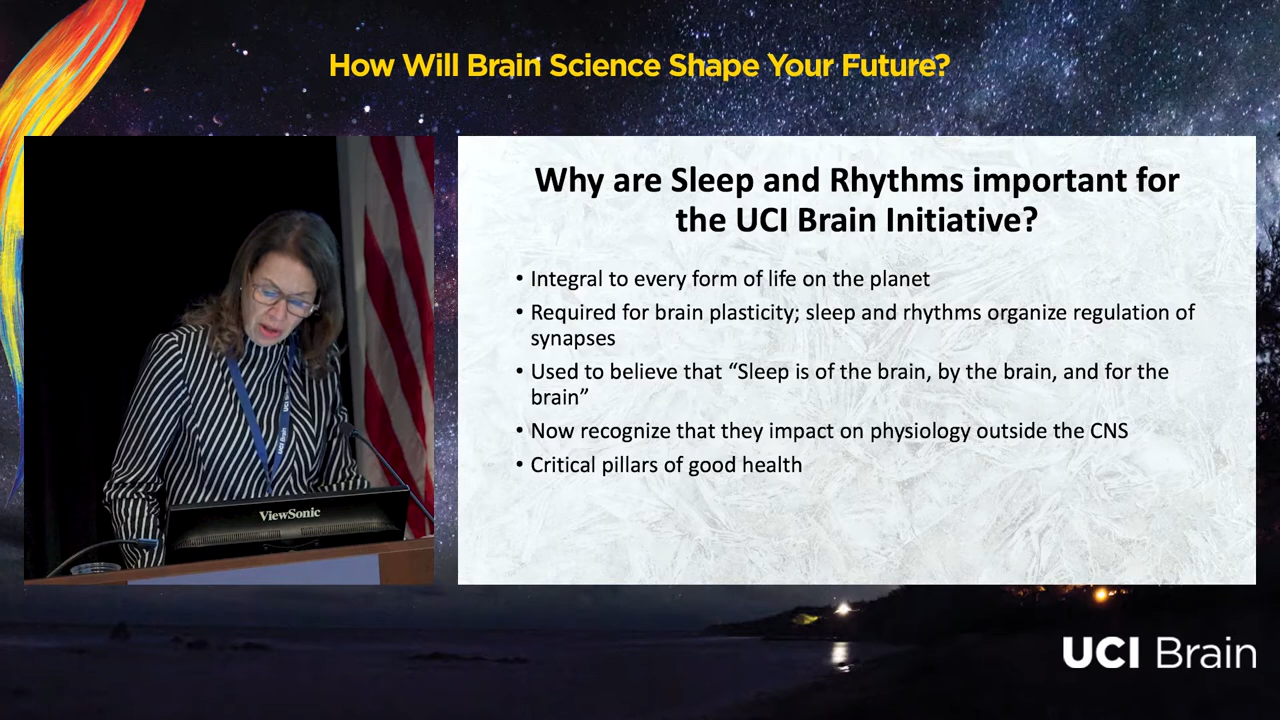 How Will Brain Science Shape Your Future?
Why are Sleep and Rhythms important for
the UCI Brain Initiative?
• Integral to every form of life on the planet
• Required for brain plasticity; sleep and rhythms organize regulation of
synapses
• Used to believe that “Sleep is of the brain, by the brain, and for the
brain”
• Now recognize that they impact on physiology outside the CNS
• Critical pillars of good health
UCI Brain
UCI
ViewSonic
UCI Brain